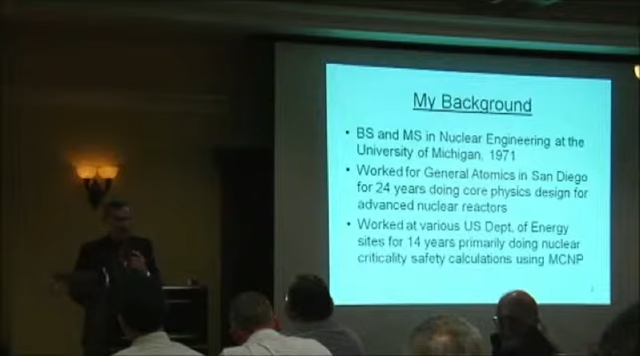 My Background
• BS and MS in Nuclear Engineering at the
University of Michigan, 1971
• Worked for General Atomics in San Diego
for 24 years doing core physics design for
advanced nuclear reactors
• Worked at various US Dept. of Energy
sites for 14 years primarily doing nuclear
criticality safety calculations using MCNP